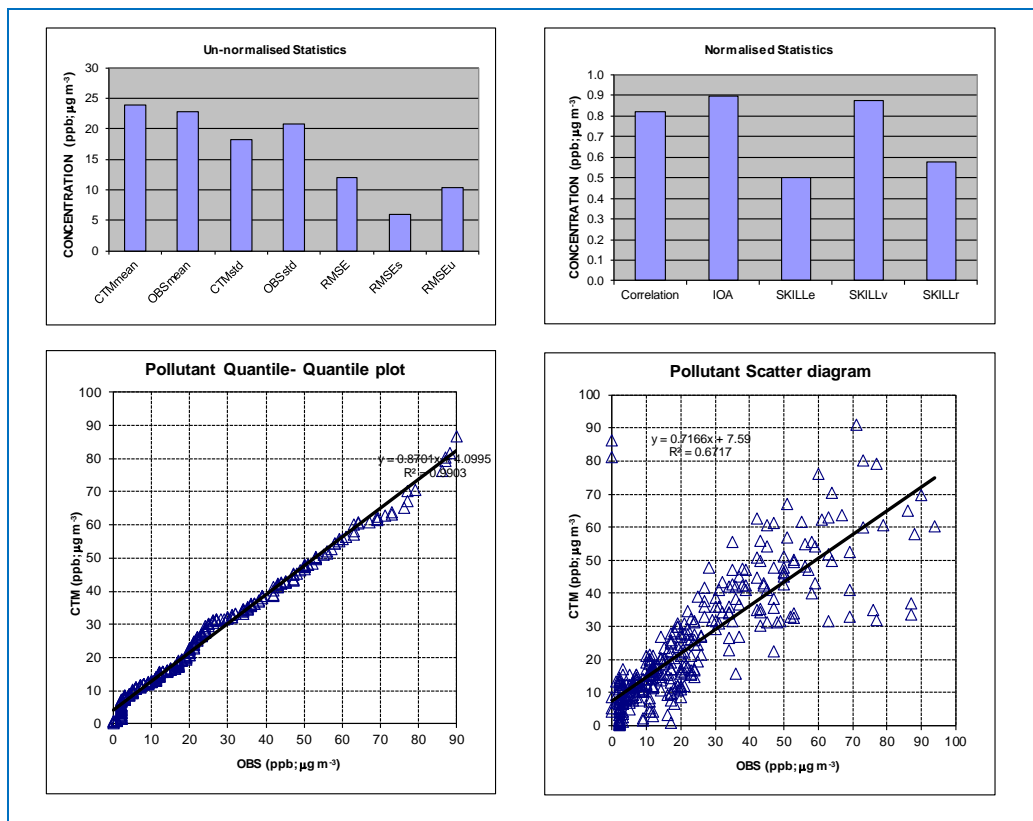 Un-normalised Statistics
CONCENTRATION (ppb; µg m-3)
30
25
20
15
10
5
0
CTMmean
OBSmean
CTMstd
OBSstd
RMSE
RMSEs
RMSEu
Normalised Statistics
CONCENTRATION (ppb; µg m-3)
1.0
0.9
0.8
0.7
0.6
0.5
0.4
0.3
0.2
0.1
0.0
Correlation IOA SKILLe SKILLv SKILLr
Pollutant Quantile- Quantile plot
CTM (ppb; µg m-3)
100
90
80
70
60
50
40
30
20
10
0
y = 0.8701x + 4.0995
R² = 0.9903
0 10 20 30 40 50 60 70 80 90
OBS (ppb; µg m-3)
Pollutant Scatter diagram
CTM (ppb; µg m-3)
100
90
80
70
60
50
40
30
20
10
0
y = 0.7166x + 7.59
R² = 0.6717
0 10 20 30 40 50 60 70 80 90 100
OBS (ppb; µg m-3)